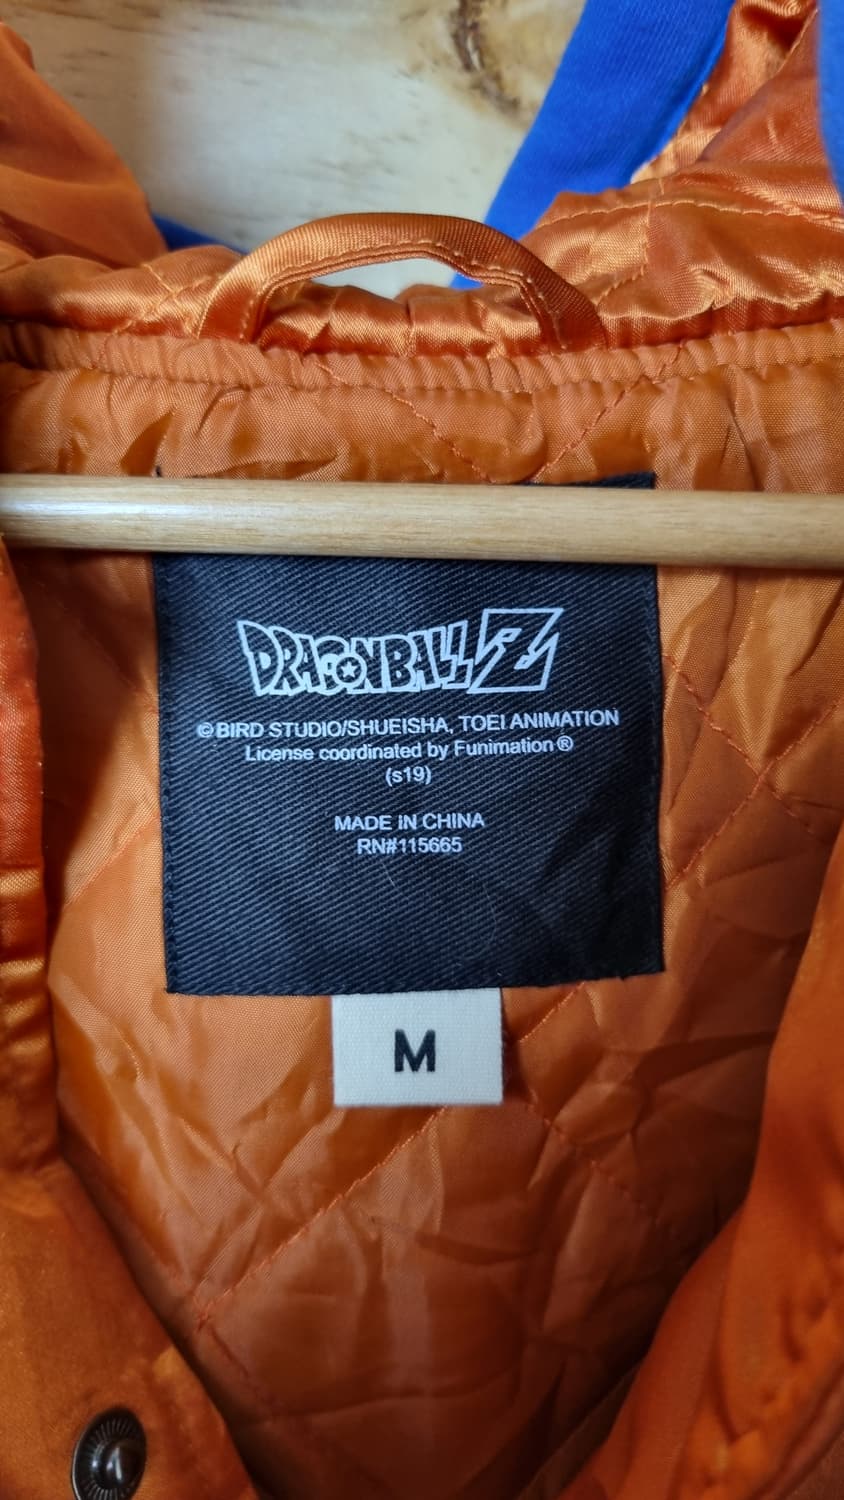 DRAGONBALL Z
© BIRD STUDIO/SHUEISHA, TOEI ANIMATION
License coordinated by Funimation ®
(s19)
MADE IN CHINA
RN#115665
M